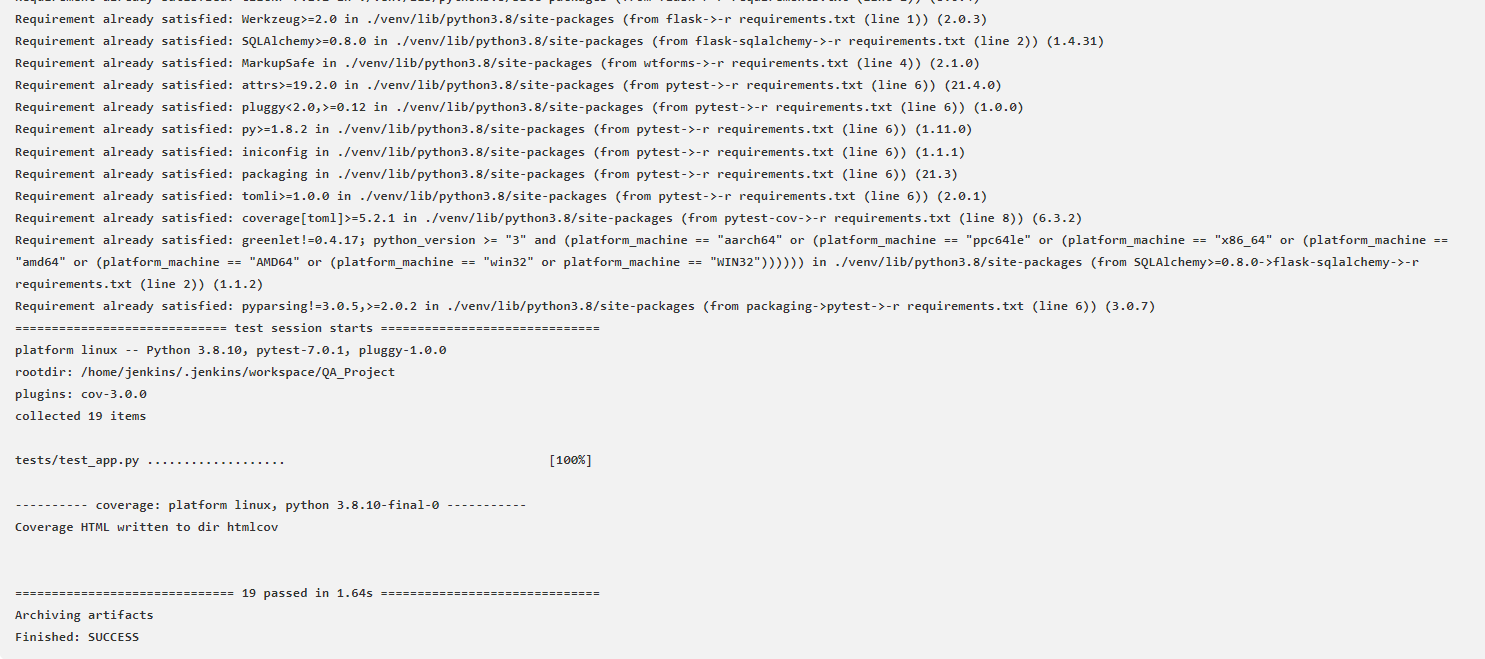 Werkzeug>=2.0 in ./venv/lib/python3.8/site-packages (from flask->-r requirements.txt (line 1)) (2.0.3)
Requirement already satisfied: SQLAlchemy>=0.8.0 in ./venv/lib/python3.8/site-packages (from flask-sqlalchemy->-r requirements.txt (line 2)) (1.4.31)
Requirement already satisfied: MarkupSafe in ./venv/lib/python3.8/site-packages (from wtforms->-r requirements.txt (line 4)) (2.1.0)
Requirement already satisfied: attrs>=19.2.0 in ./venv/lib/python3.8/site-packages (from pytest->-r requirements.txt (line 6)) (21.4.0)
Requirement already satisfied: pluggy<2.0,>=0.12 in ./venv/lib/python3.8/site-packages (from pytest->-r requirements.txt (line 6)) (1.0.0)
Requirement already satisfied: py>=1.8.2 in ./venv/lib/python3.8/site-packages (from pytest->-r requirements.txt (line 6)) (1.11.0)
Requirement already satisfied: iniconfig in ./venv/lib/python3.8/site-packages (from pytest->-r requirements.txt (line 6)) (1.1.1)
Requirement already satisfied: packaging in ./venv/lib/python3.8/site-packages (from pytest->-r requirements.txt (line 6)) (21.3)
Requirement already satisfied: tomli>=1.0.0 in ./venv/lib/python3.8/site-packages (from pytest->-r requirements.txt (line 6)) (2.0.1)
Requirement already satisfied: coverage[toml]>=5.2.1 in ./venv/lib/python3.8/site-packages (from pytest-cov->-r requirements.txt (line 8)) (6.3.2)
Requirement already satisfied: greenlet!=0.4.17; python_version >= "3" and (platform_machine == "aarch64" or (platform_machine == "ppc64le" or (platform_machine == "x86_64" or (platform_machine ==
"amd64" or (platform_machine == "AMD64" or (platform_machine == "win32" or platform_machine == "WIN32")))))) in ./venv/lib/python3.8/site-packages (from SQLAlchemy>=0.8.0->flask-sqlalchemy->-r
requirements.txt (line 2)) (1.1.2)
Requirement already satisfied: pyparsing!=3.0.5,>=2.0.2 in ./venv/lib/python3.8/site-packages (from packaging->pytest->-r requirements.txt (line 6)) (3.0.7)
============================= test session starts ==============================
platform linux -- Python 3.8.10, pytest-7.0.1, pluggy-1.0.0
rootdir: /home/jenkins/.jenkins/workspace/QA_Project
plugins: cov-3.0.0
collected 19 items
tests/test_app.py ................... [100%]
---------- coverage: platform linux, python 3.8.10-final-0 -----------
Coverage HTML written to dir htmlcov
============================== 19 passed in 1.64s ==============================
Archiving artifacts
Finished: SUCCESS